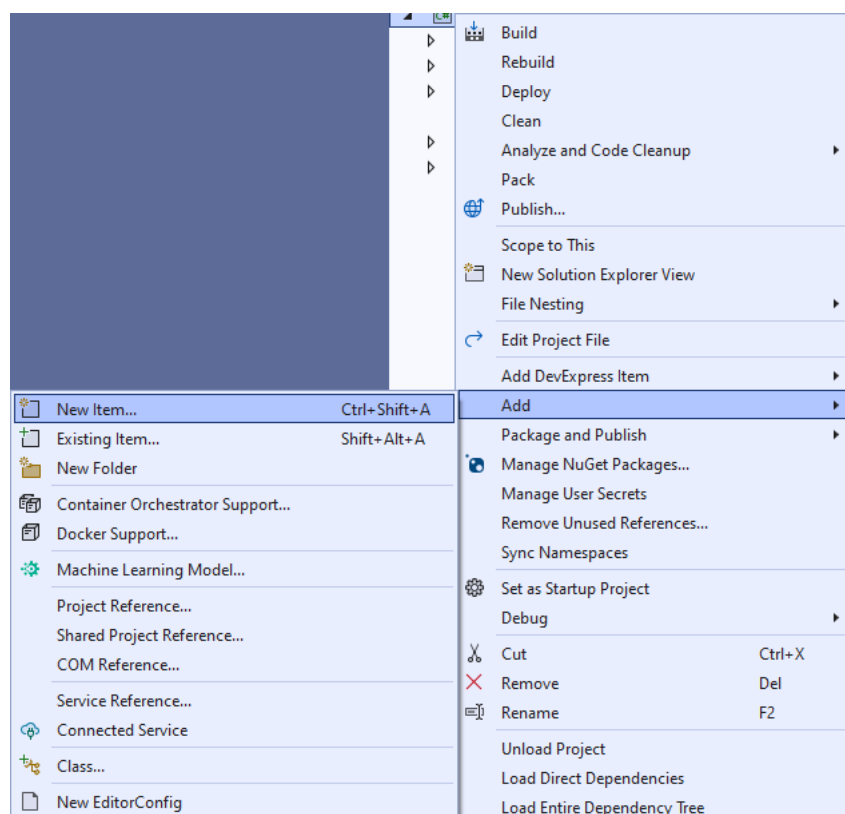 C#
Build
Rebuild
Deploy
Clean
Analyze and Code Cleanup
Pack
Publish...
Scope to This
New Solution Explorer View
File Nesting
Edit Project File
Add DevExpress Item
Add
Package and Publish
Manage NuGet Packages...
Manage User Secrets
Remove Unused References...
Sync Namespaces
Set as Startup Project
Debug
Cut Ctrl+X
Remove Del
Rename F2
Unload Project
Load Direct Dependencies
Load Entire Dependency Tree
New Item... Ctrl+Shift+A
Existing Item... Shift+Alt+A
New Folder
Container Orchestrator Support...
Docker Support...
Machine Learning Model...
Project Reference...
Shared Project Reference...
COM Reference...
Service Reference...
Connected Service
Class...
New EditorConfig